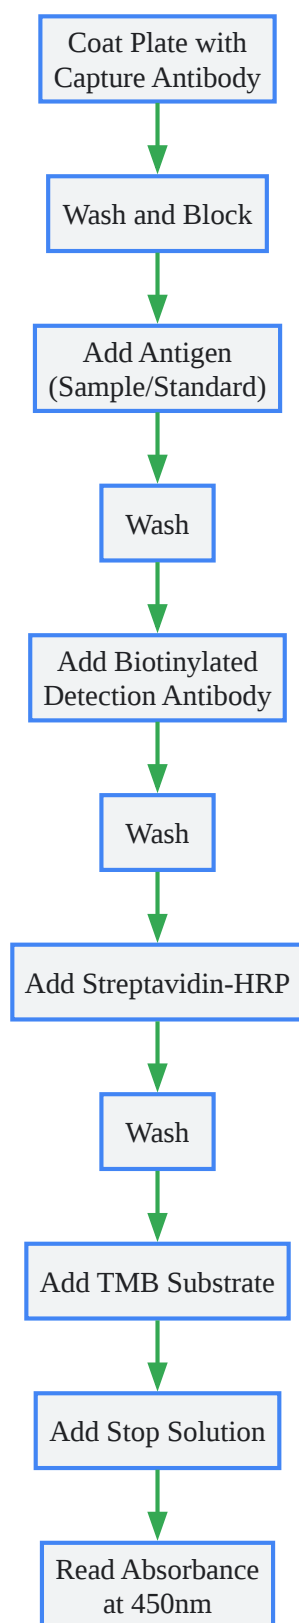 Coat Plate with
Capture Antibody
Wash and Block
Add Antigen
(Sample/Standard)
Wash
Add Biotinylated
Detection Antibody
Wash
Add Streptavidin-HRP
Wash
Add TMB Substrate
Add Stop Solution
Read Absorbance
at 450nm